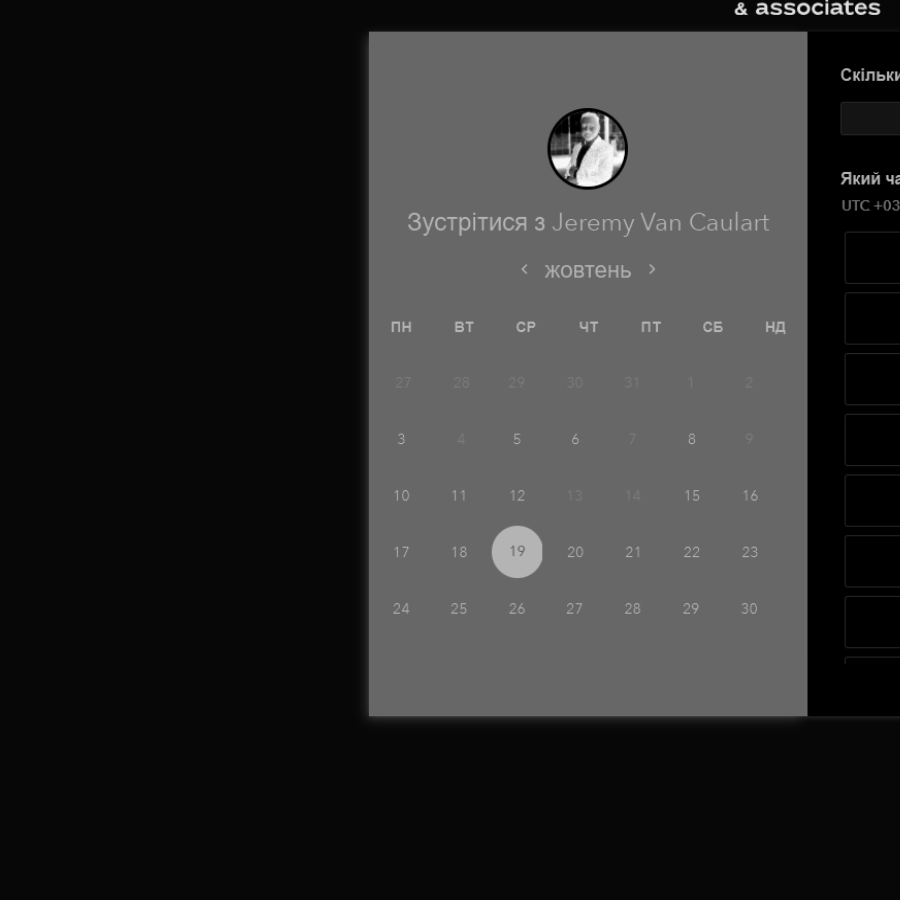 & associates
Зустрітися з Jeremy Van Caulart
жовтень
ПН ВТ СР ЧТ ПТ СБ НД
27 28 29 30 31 1 2
3 4 5 6 7 8 9
10 11 12 13 14 15 16
17 18 19 20 21 22 23
24 25 26 27 28 29 30
Скільки
Який ча
UTC +03